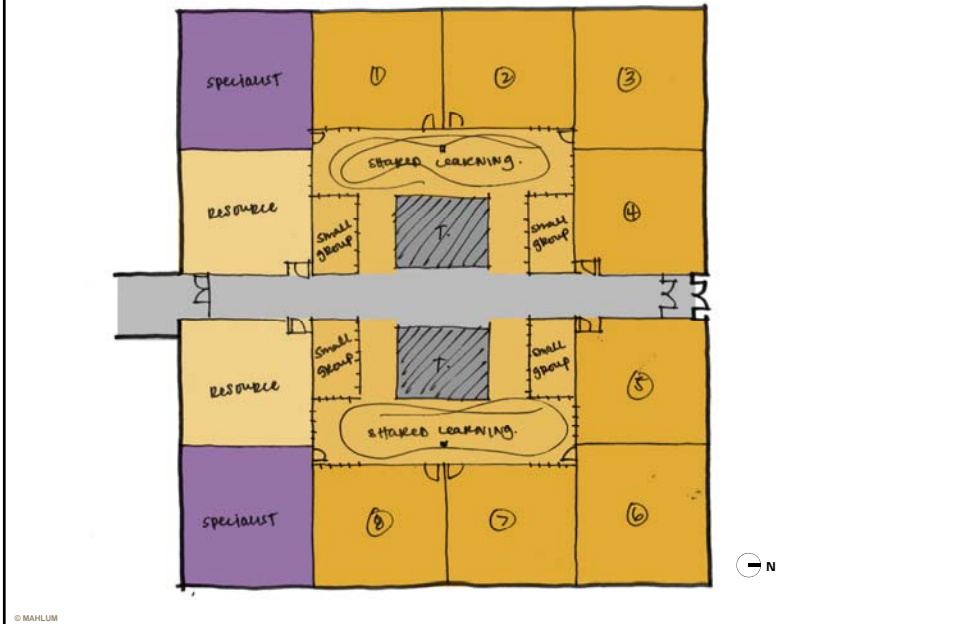 specialist
①
②
③
SHARED LEARNING.
resource
small
group
T.
small
group
④
small
group
T.
small
group
resource
⑤
SHARED LEARNING.
specialist
⑧
⑦
⑥
N
© MAHLUM